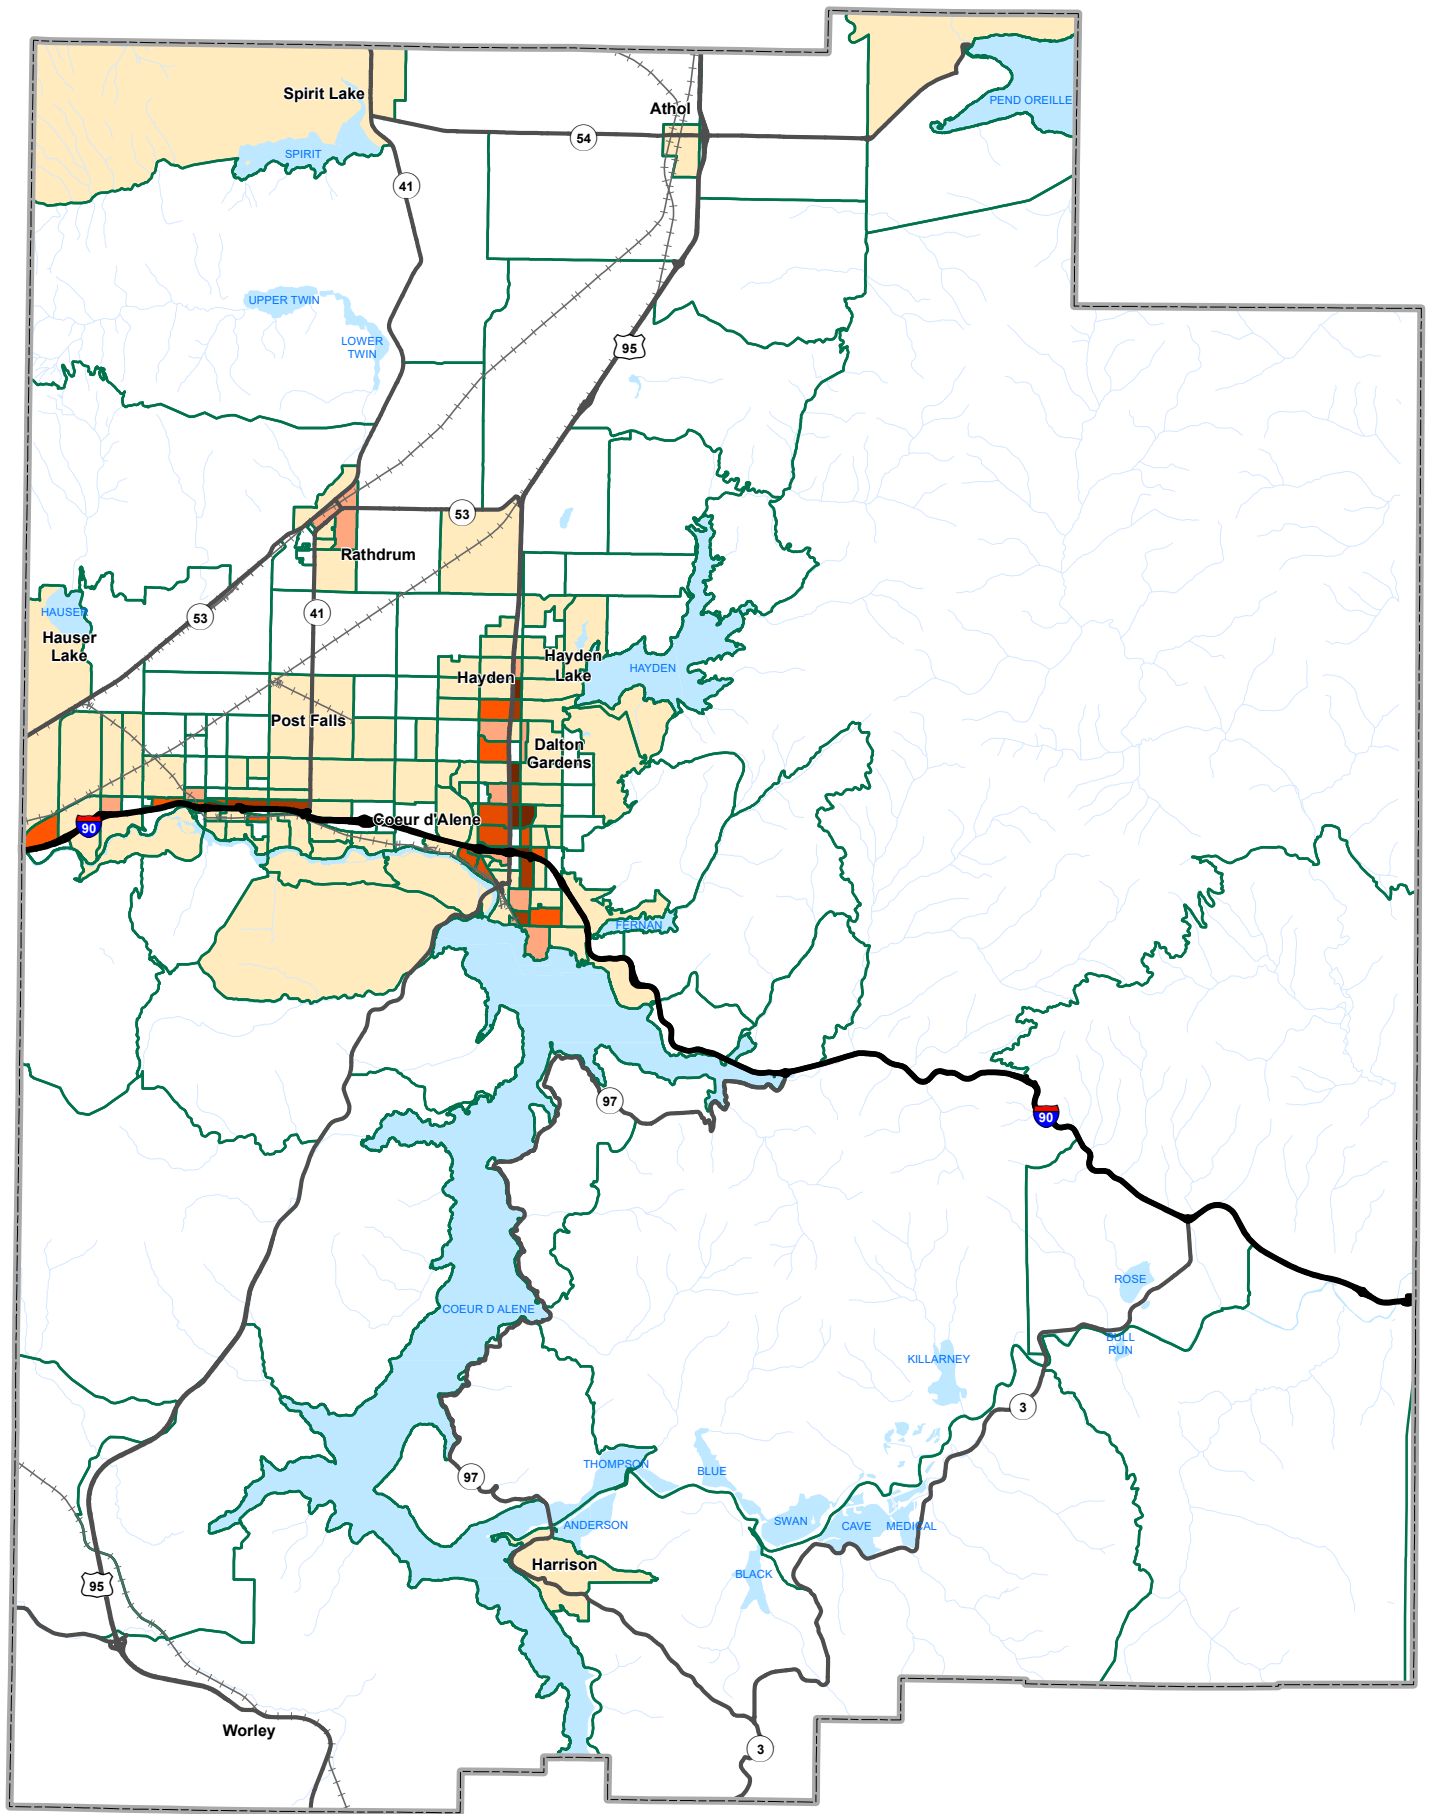 Spirit Lake
PEND OREILLE
Athol
54
SPIRIT
41
UPPER TWIN
LOWER
TWIN
95
53
Rathdrum
HAUSER
53
41
Hauser
Lake
Hayden
Lake
HAYDEN
Hayden
Post Falls
Dalton
Gardens
Coeur d'Alene
90
FERNAN
97
90
ROSE
COEUR D ALENE
BULL
RUN
KILLARNEY
3
THOMPSON
BLUE
97
SWAN
CAVE
MEDICAL
ANDERSON
Harrison
BLACK
95
Worley
3